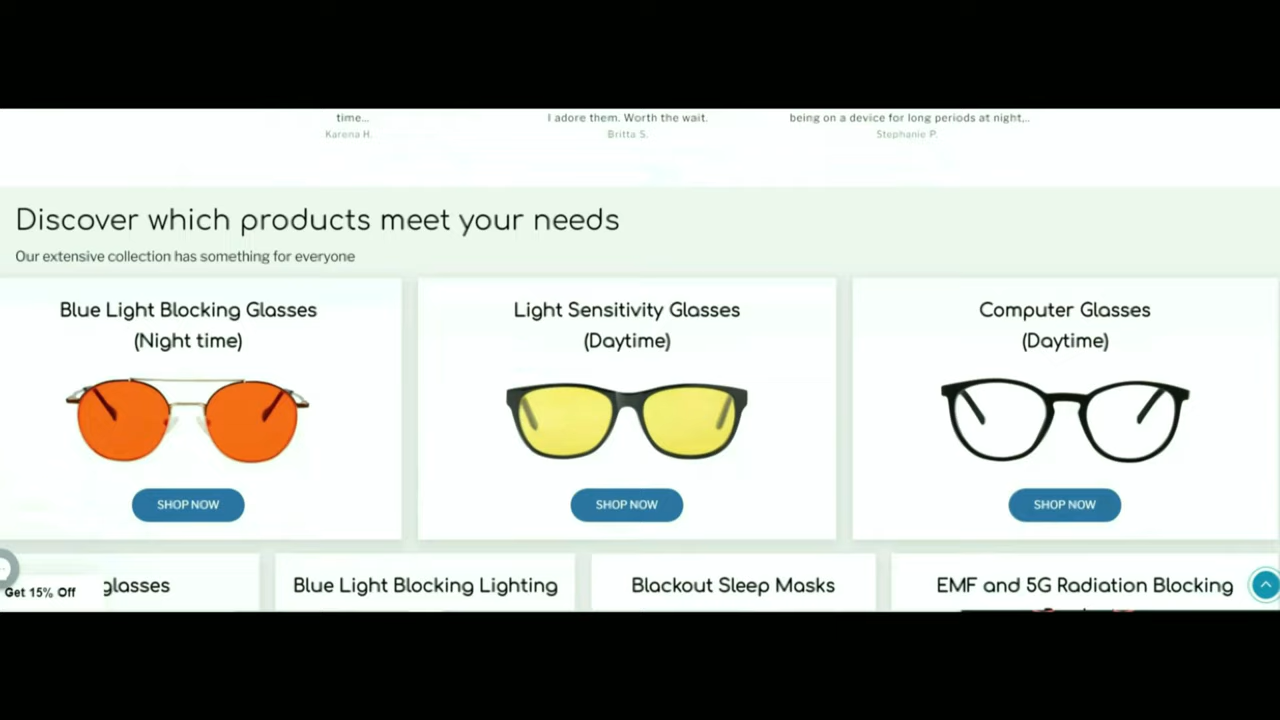 time...
I adore them. Worth the wait.
being on a device for long periods at night,..
Karena H.
Britta S.
Stephanie P.
Discover which products meet your needs
Our extensive collection has something for everyone
Blue Light Blocking Glasses
(Night time)
SHOP NOW
Light Sensitivity Glasses
(Daytime)
SHOP NOW
Computer Glasses
(Daytime)
SHOP NOW
glasses
Blue Light Blocking Lighting
Blackout Sleep Masks
EMF and 5G Radiation Blocking
Get 15% Off